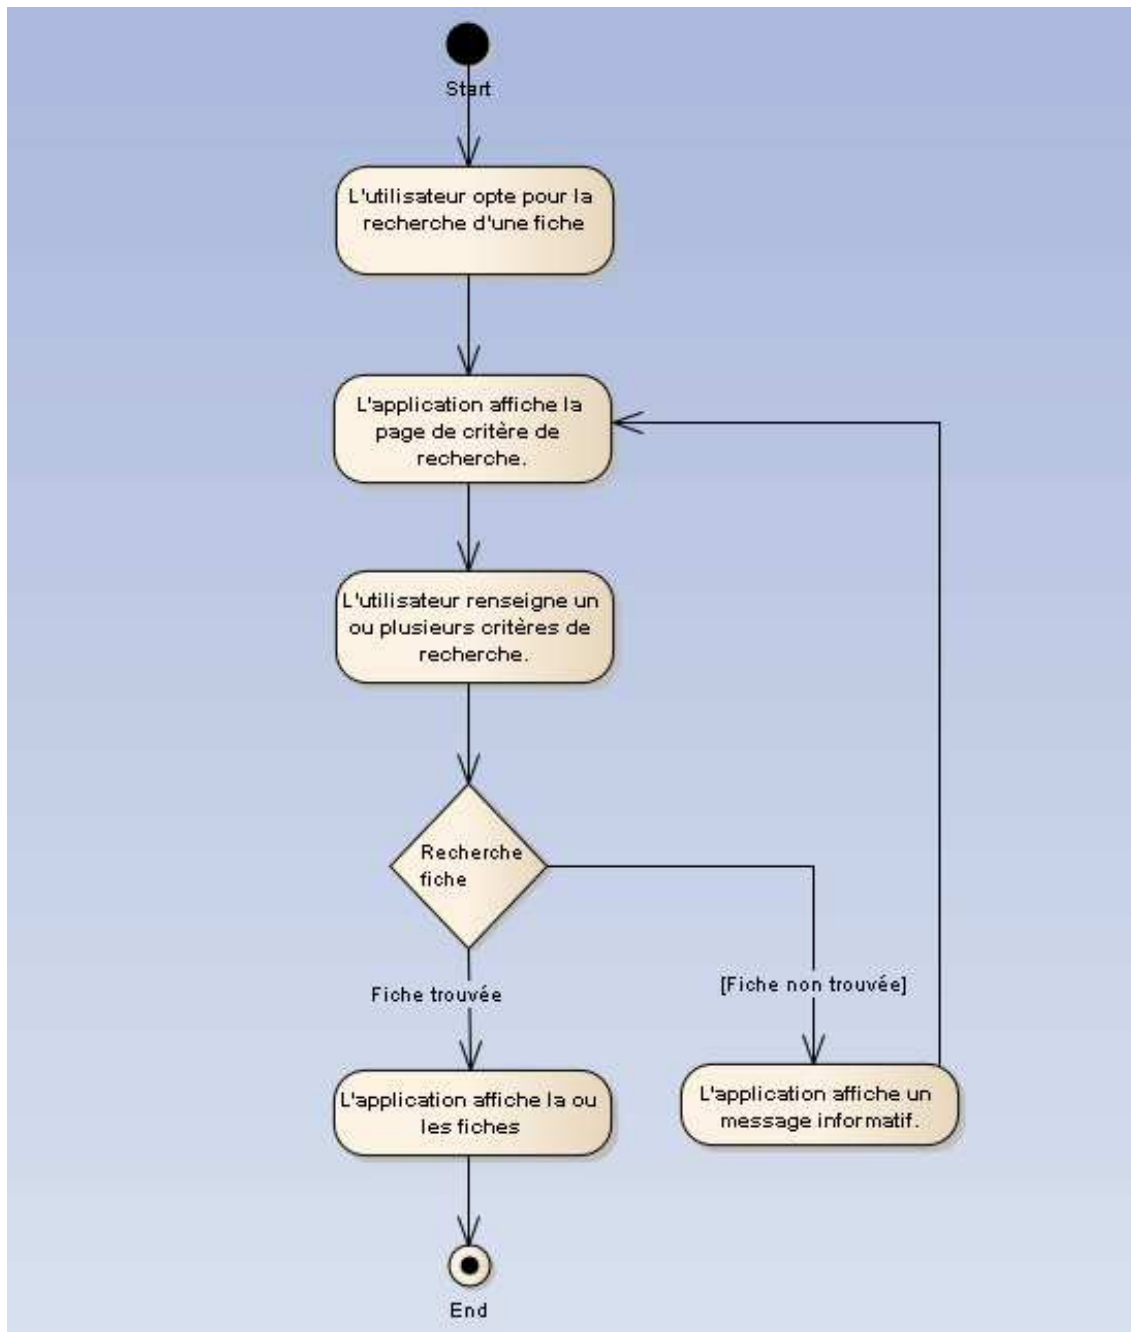 Start
L'utilisateur opte pour la
recherche d'une fiche
L'application affiche la
page de critère de
recherche.
L'utilisateur renseigne un
ou plusieurs critères de
recherche.
Recherche
fiche
Fiche trouvée
[Fiche non trouvée]
L'application affiche la ou
les fiches
L'application affiche un
message informatif.
End